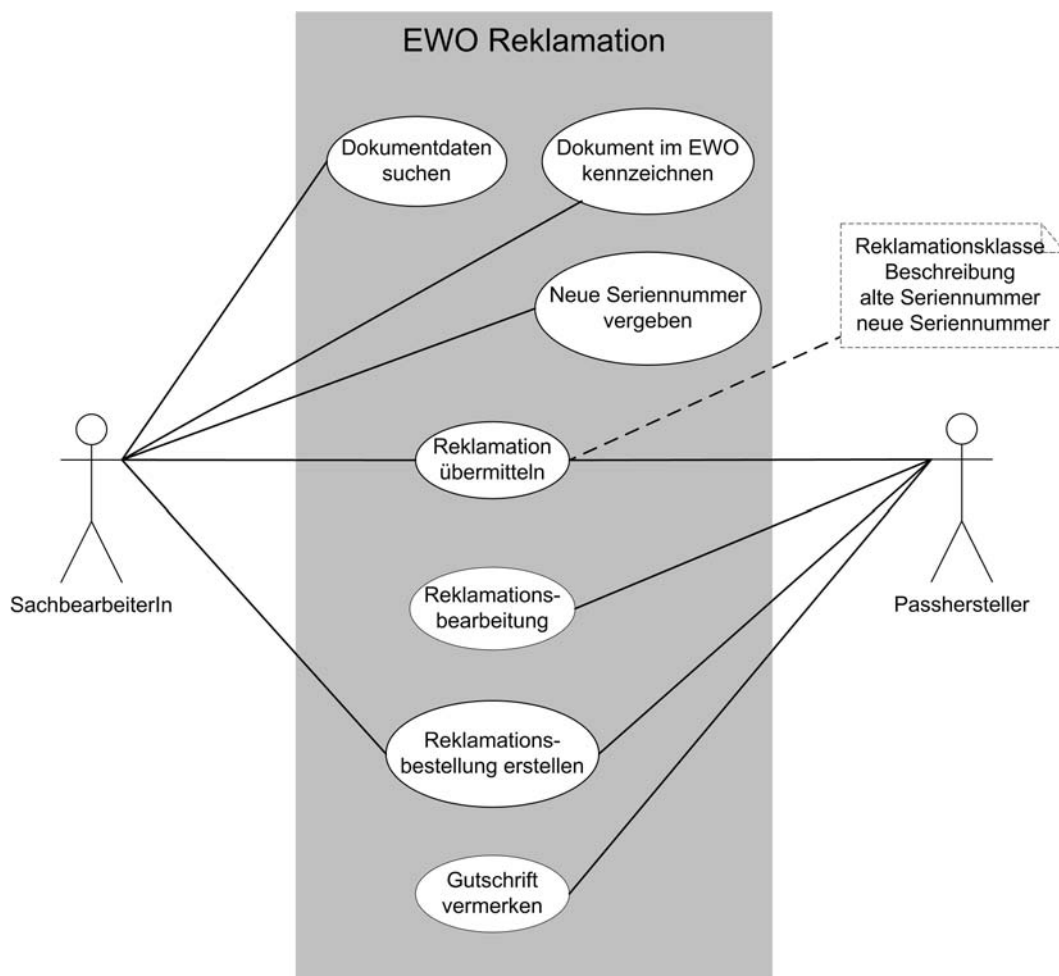 EWO Reklamation
Dokumentdaten
suchen
Dokument im EWO
kennzeichnen
Reklamationsklasse
Beschreibung
alte Seriennummer
neue Seriennummer
Neue Seriennummer
vergeben
Reklamation
übermitteln
SachbearbeiterIn
Passhersteller
Reklamations-
bearbeitung
Reklamations-
bestellung erstellen
Gutschrift
vermerken